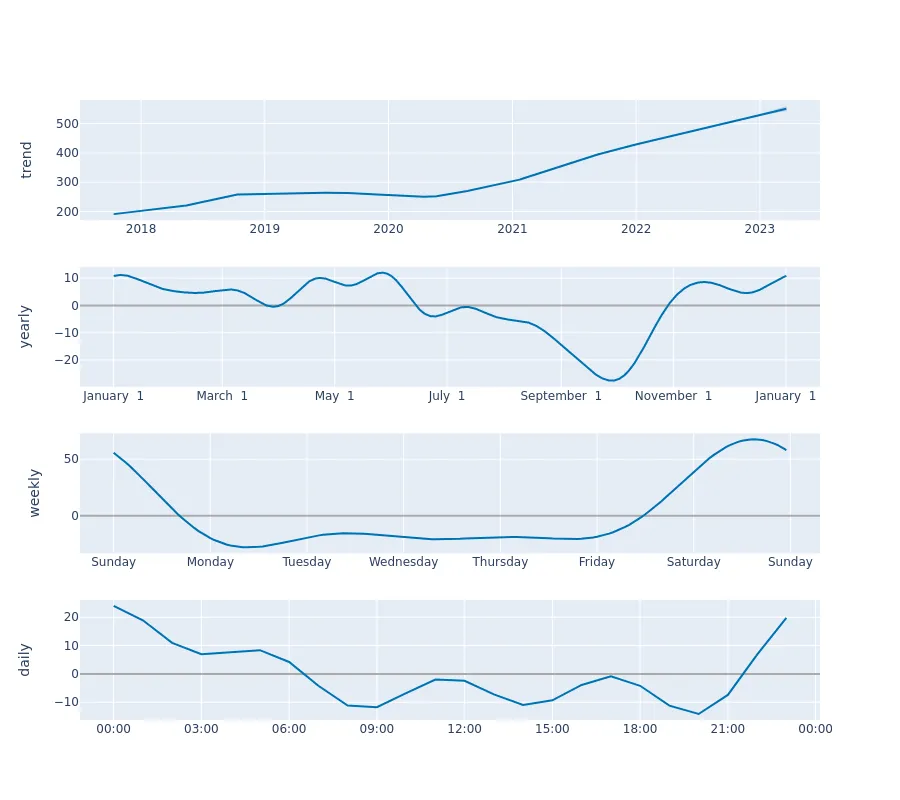 trend
500
400
300
200
2018 2019 2020 2021 2022 2023
yearly
10
0
−10
−20
January 1 March 1 May 1 July 1 September 1 November 1 January 1
weekly
50
0
Sunday Monday Tuesday Wednesday Thursday Friday Saturday Sunday
daily
20
10
0
−10
00:00 03:00 06:00 09:00 12:00 15:00 18:00 21:00 00:00